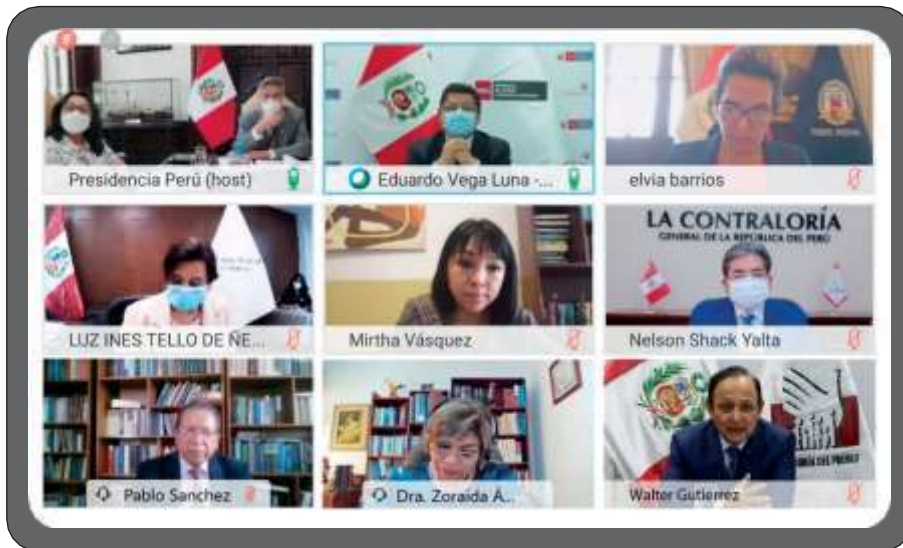 Presidencia Perú (host)
Eduardo Vega Luna -...
elvia barrios
LA CONTRALORÍA
GENERAL DE LA REPÚBLICA DEL PERÚ
LUZ INES TELLO DE ÑE...
Mirtha Vásquez
Nelson Shack Yalta
Pablo Sanchez
Dra. Zoraida Á...
Walter Gutierrez